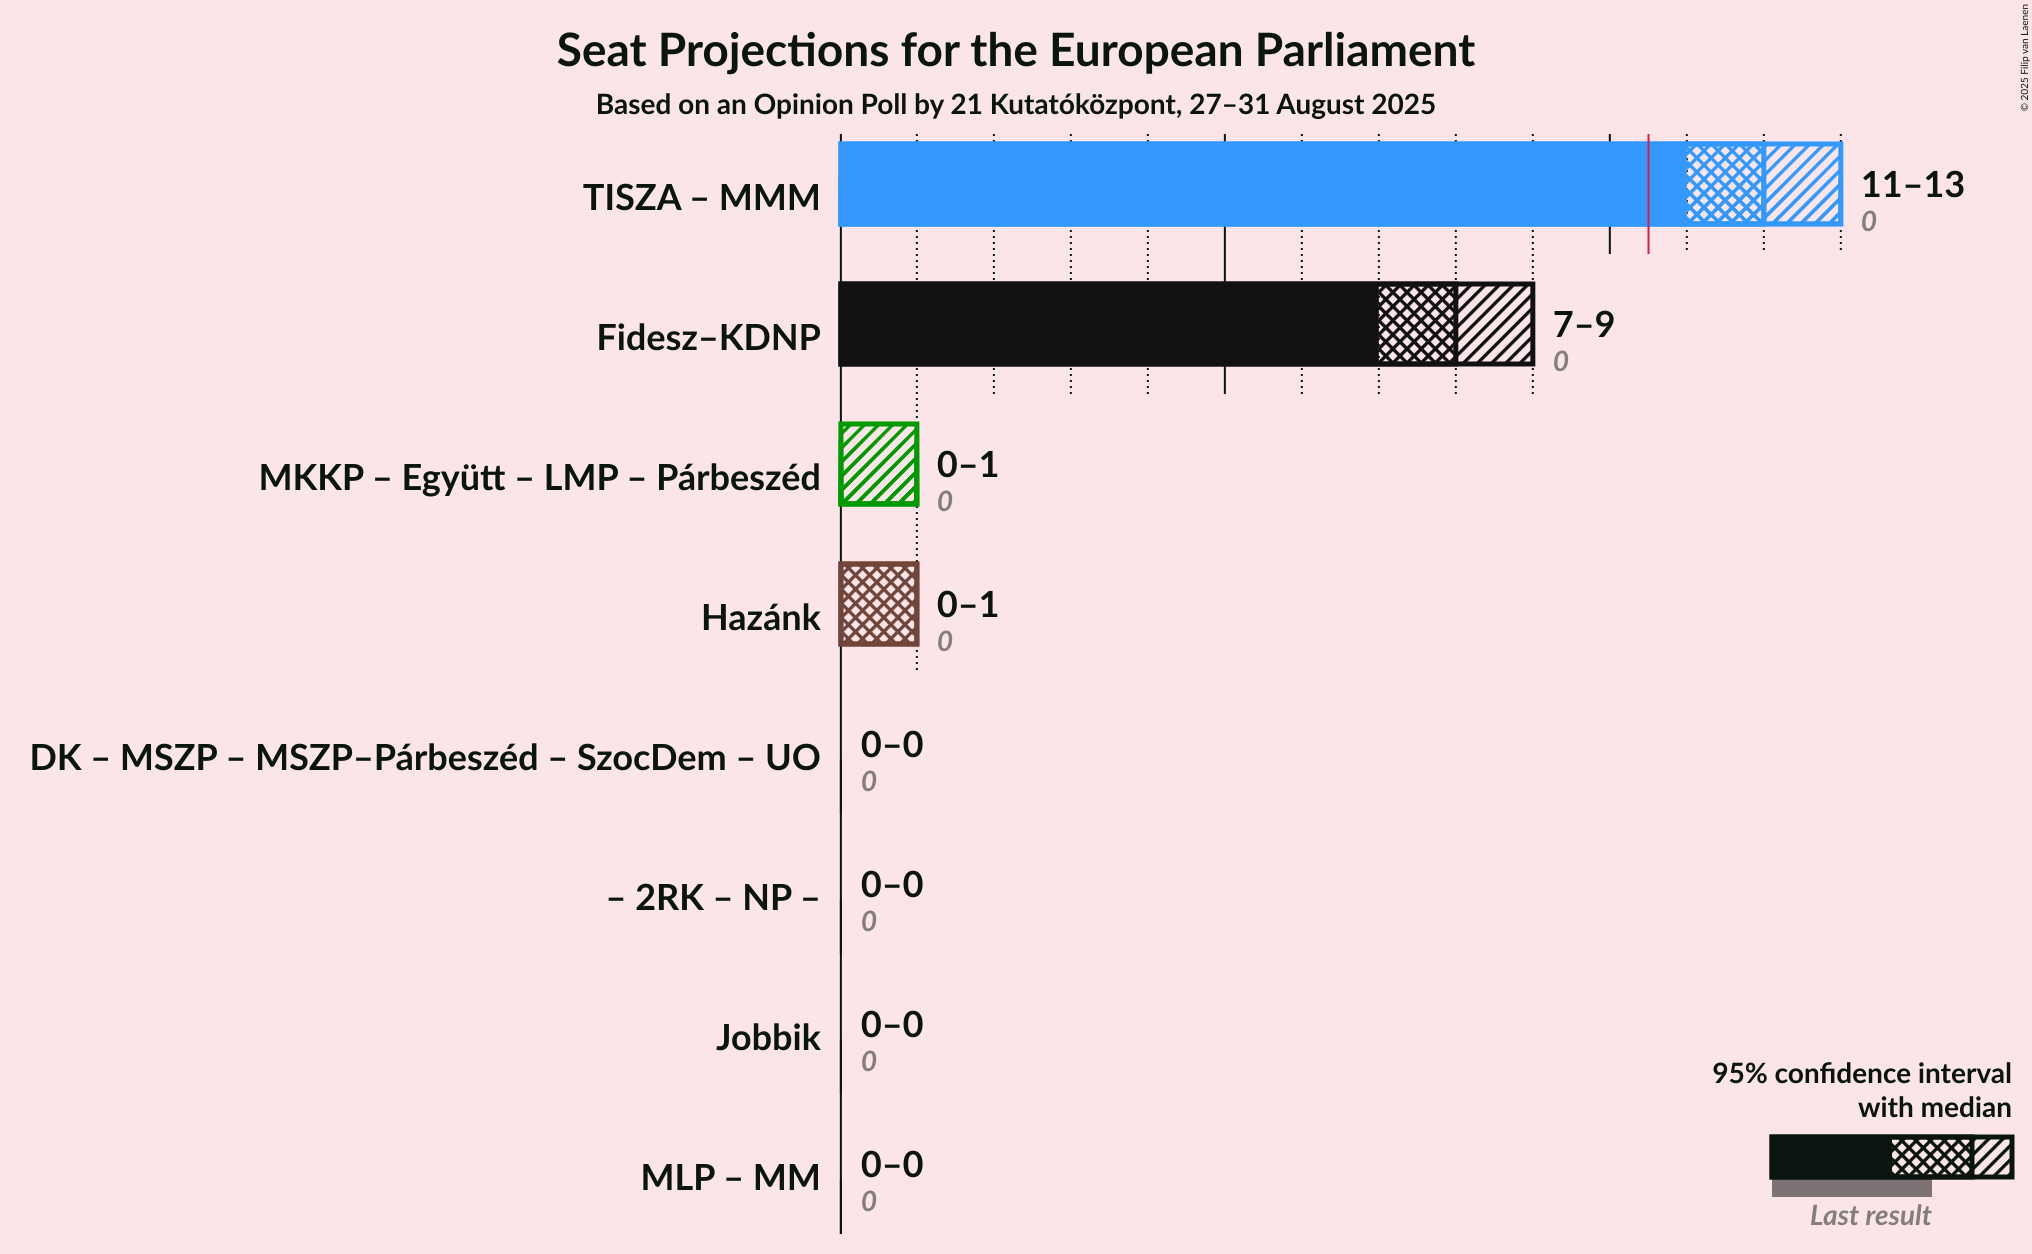 Seat Projections for the European Parliament
Based on an Opinion Poll by 21 Kutatóközpont, 27–31 August 2025
© 2025 Filip van Laenen
TISZA – MMM
11–13
0
Fidesz–KDNP
7–9
0
MKKP – Együtt – LMP – Párbeszéd
0–1
0
Hazánk
0–1
0
DK – MSZP – MSZP–Párbeszéd – SzocDem – UO
0–0
0
– 2RK – NP –
0–0
0
Jobbik
0–0
0
MLP – MM
0–0
0
95% confidence interval
with median
Last result